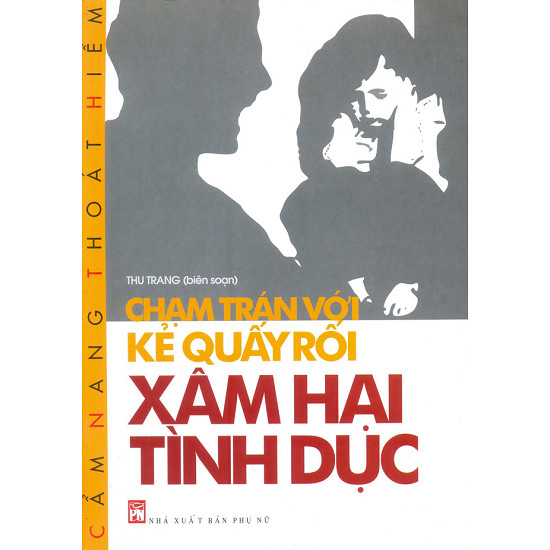 CẨM NANG THOÁT HIỂM
THU TRANG (biên soạn)
CHẠM TRÁN VỚI
KẺ QUẤY RỐI
XÂM HẠI
TÌNH DỤC
PN
NHÀ XUẤT BẢN PHỤ NỮ